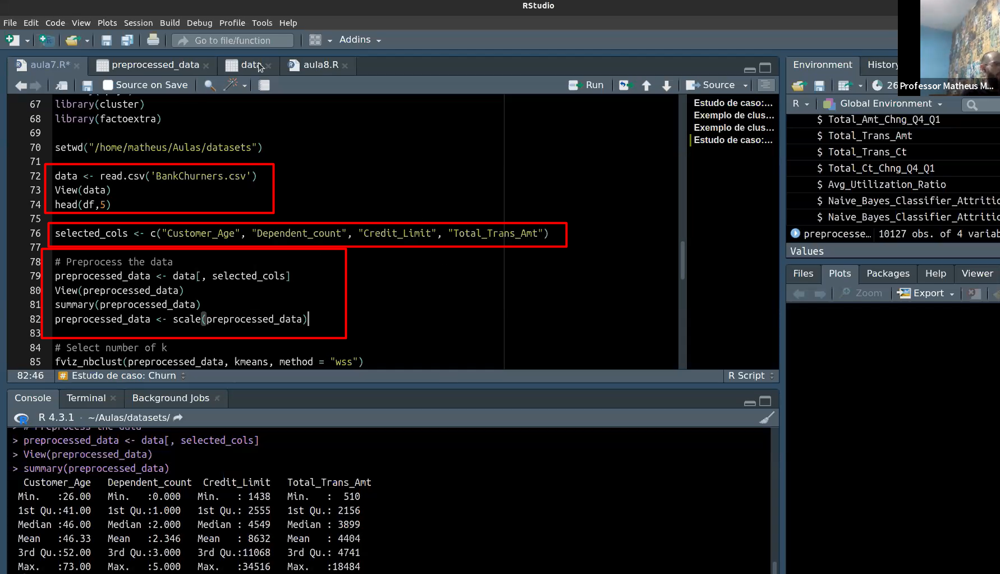 RStudio
File Edit Code View Plots Session Build Debug Profile Tools Help
Go to file/function Addins
aula7.R* preprocessed_data data aula8.R
Source on Save Run Source
67 library(cluster)
68 library(factoextra)
69
70 setwd("/home/matheus/Aulas/datasets")
71
72 data <- read.csv('BankChurners.csv')
73 View(data)
74 head(df,5)
75
76 selected_cols <- c("Customer_Age", "Dependent_count", "Credit_Limit", "Total_Trans_Amt")
77
78 # Preprocess the data
79 preprocessed_data <- data[, selected_cols]
80 View(preprocessed_data)
81 summary(preprocessed_data)
82 preprocessed_data <- scale(preprocessed_data)
83
84 # Select number of k
85 fviz_nbclust(preprocessed_data, kmeans, method = "wss")
Estudo de caso:...
Exemplo de clus...
Exemplo de clus...
Estudo de caso:...
82:46 # Estudo de caso: Churn R Script
Console Terminal Background Jobs
R 4.3.1 · ~/Aulas/datasets/
> # Preprocess the data
> preprocessed_data <- data[, selected_cols]
> View(preprocessed_data)
> summary(preprocessed_data)
Customer_Age Dependent_count Credit_Limit Total_Trans_Amt
Min. :26.00 Min. :0.000 Min. : 1438 Min. : 510
1st Qu.:41.00 1st Qu.:1.000 1st Qu.: 2555 1st Qu.: 2156
Median :46.00 Median :2.000 Median : 4549 Median : 3899
Mean :46.33 Mean :2.346 Mean : 8632 Mean : 4404
3rd Qu.:52.00 3rd Qu.:3.000 3rd Qu.:11068 3rd Qu.: 4741
Max. :73.00 Max. :5.000 Max. :34516 Max. :18484
Environment History
26
Professor Matheus M...
R Global Environment
$ Total_Amt_Chng_Q4_Q1
$ Total_Trans_Amt
$ Total_Trans_Ct
$ Total_Ct_Chng_Q4_Q1
$ Avg_Utilization_Ratio
$ Naive_Bayes_Classifier_Attritio
$ Naive_Bayes_Classifier_Attriti
preprocesse... 10127 obs. of 4 variab
Values
Files Plots Packages Help Viewer
Zoom Export